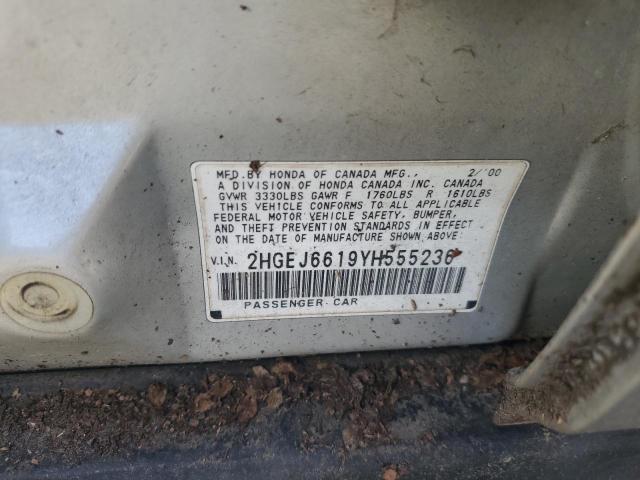 MFD.BY HONDA OF CANADA MFG., 2/'00
A DIVISION OF HONDA CANADA INC. CANADA
GVWR 3330LBS GAWR F 1760LBS R 1610LBS
THIS VEHICLE CONFORMS TO ALL APPLICABLE
FEDERAL MOTOR VEHICLE SAFETY, BUMPER,
AND THEFT PREVENTION STANDARDS IN EFFECT
ON THE DATE OF MANUFACTURE SHOWN ABOVE.
V.I.N. 2HGEJ6619YH555236
PASSENGER CAR